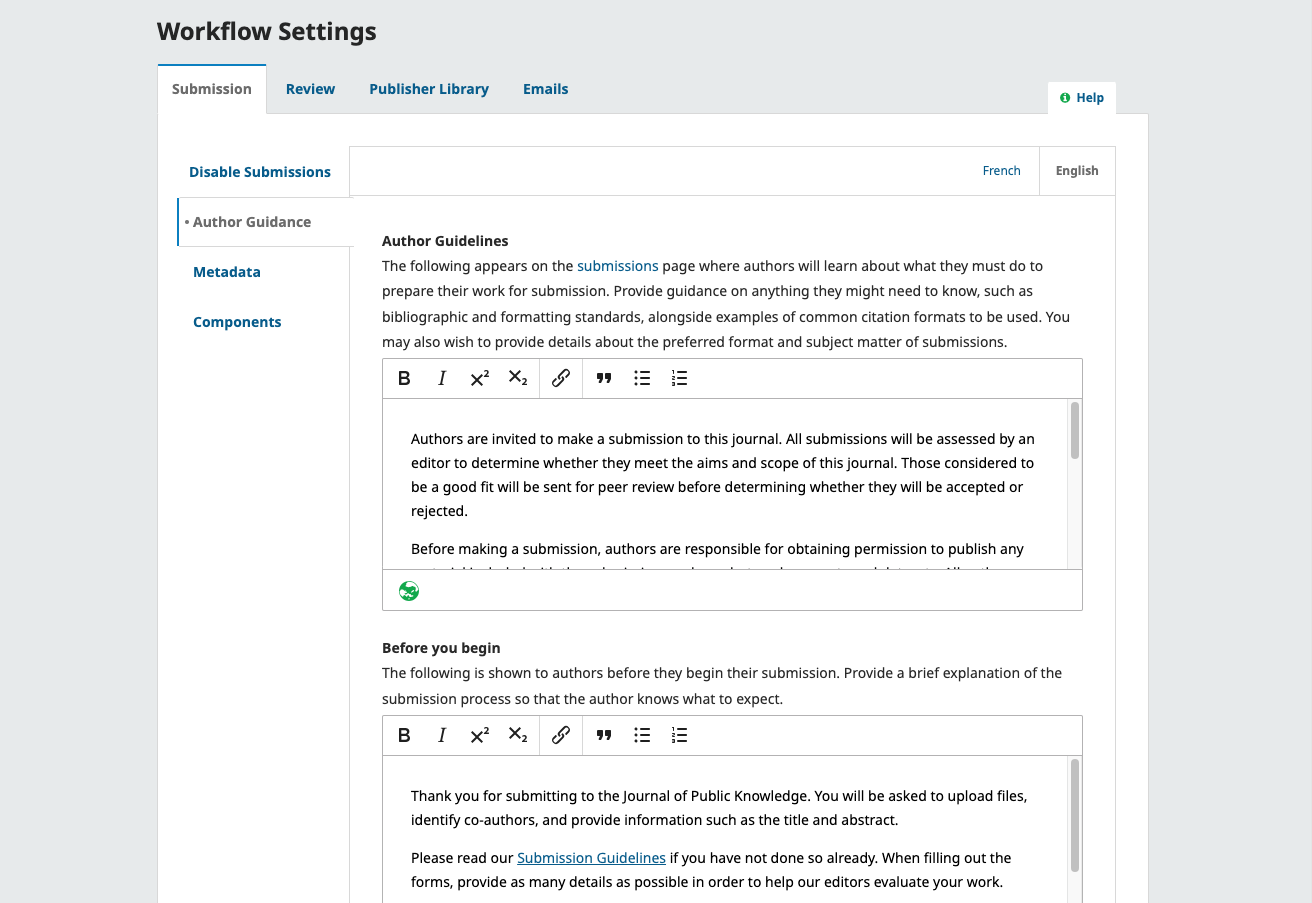 Workflow Settings
Submission
Review
Publisher Library
Emails
Help
Disable Submissions
• Author Guidance
Metadata
Components
French
English
Author Guidelines
The following appears on the submissions page where authors will learn about what they must do to
prepare their work for submission. Provide guidance on anything they might need to know, such as
bibliographic and formatting standards, alongside examples of common citation formats to be used. You
may also wish to provide details about the preferred format and subject matter of submissions.
Authors are invited to make a submission to this journal. All submissions will be assessed by an
editor to determine whether they meet the aims and scope of this journal. Those considered to
be a good fit will be sent for peer review before determining whether they will be accepted or
rejected.
Before making a submission, authors are responsible for obtaining permission to publish any
Before you begin
The following is shown to authors before they begin their submission. Provide a brief explanation of the
submission process so that the author knows what to expect.
Thank you for submitting to the Journal of Public Knowledge. You will be asked to upload files,
identify co-authors, and provide information such as the title and abstract.
Please read our Submission Guidelines if you have not done so already. When filling out the
forms, provide as many details as possible in order to help our editors evaluate your work.